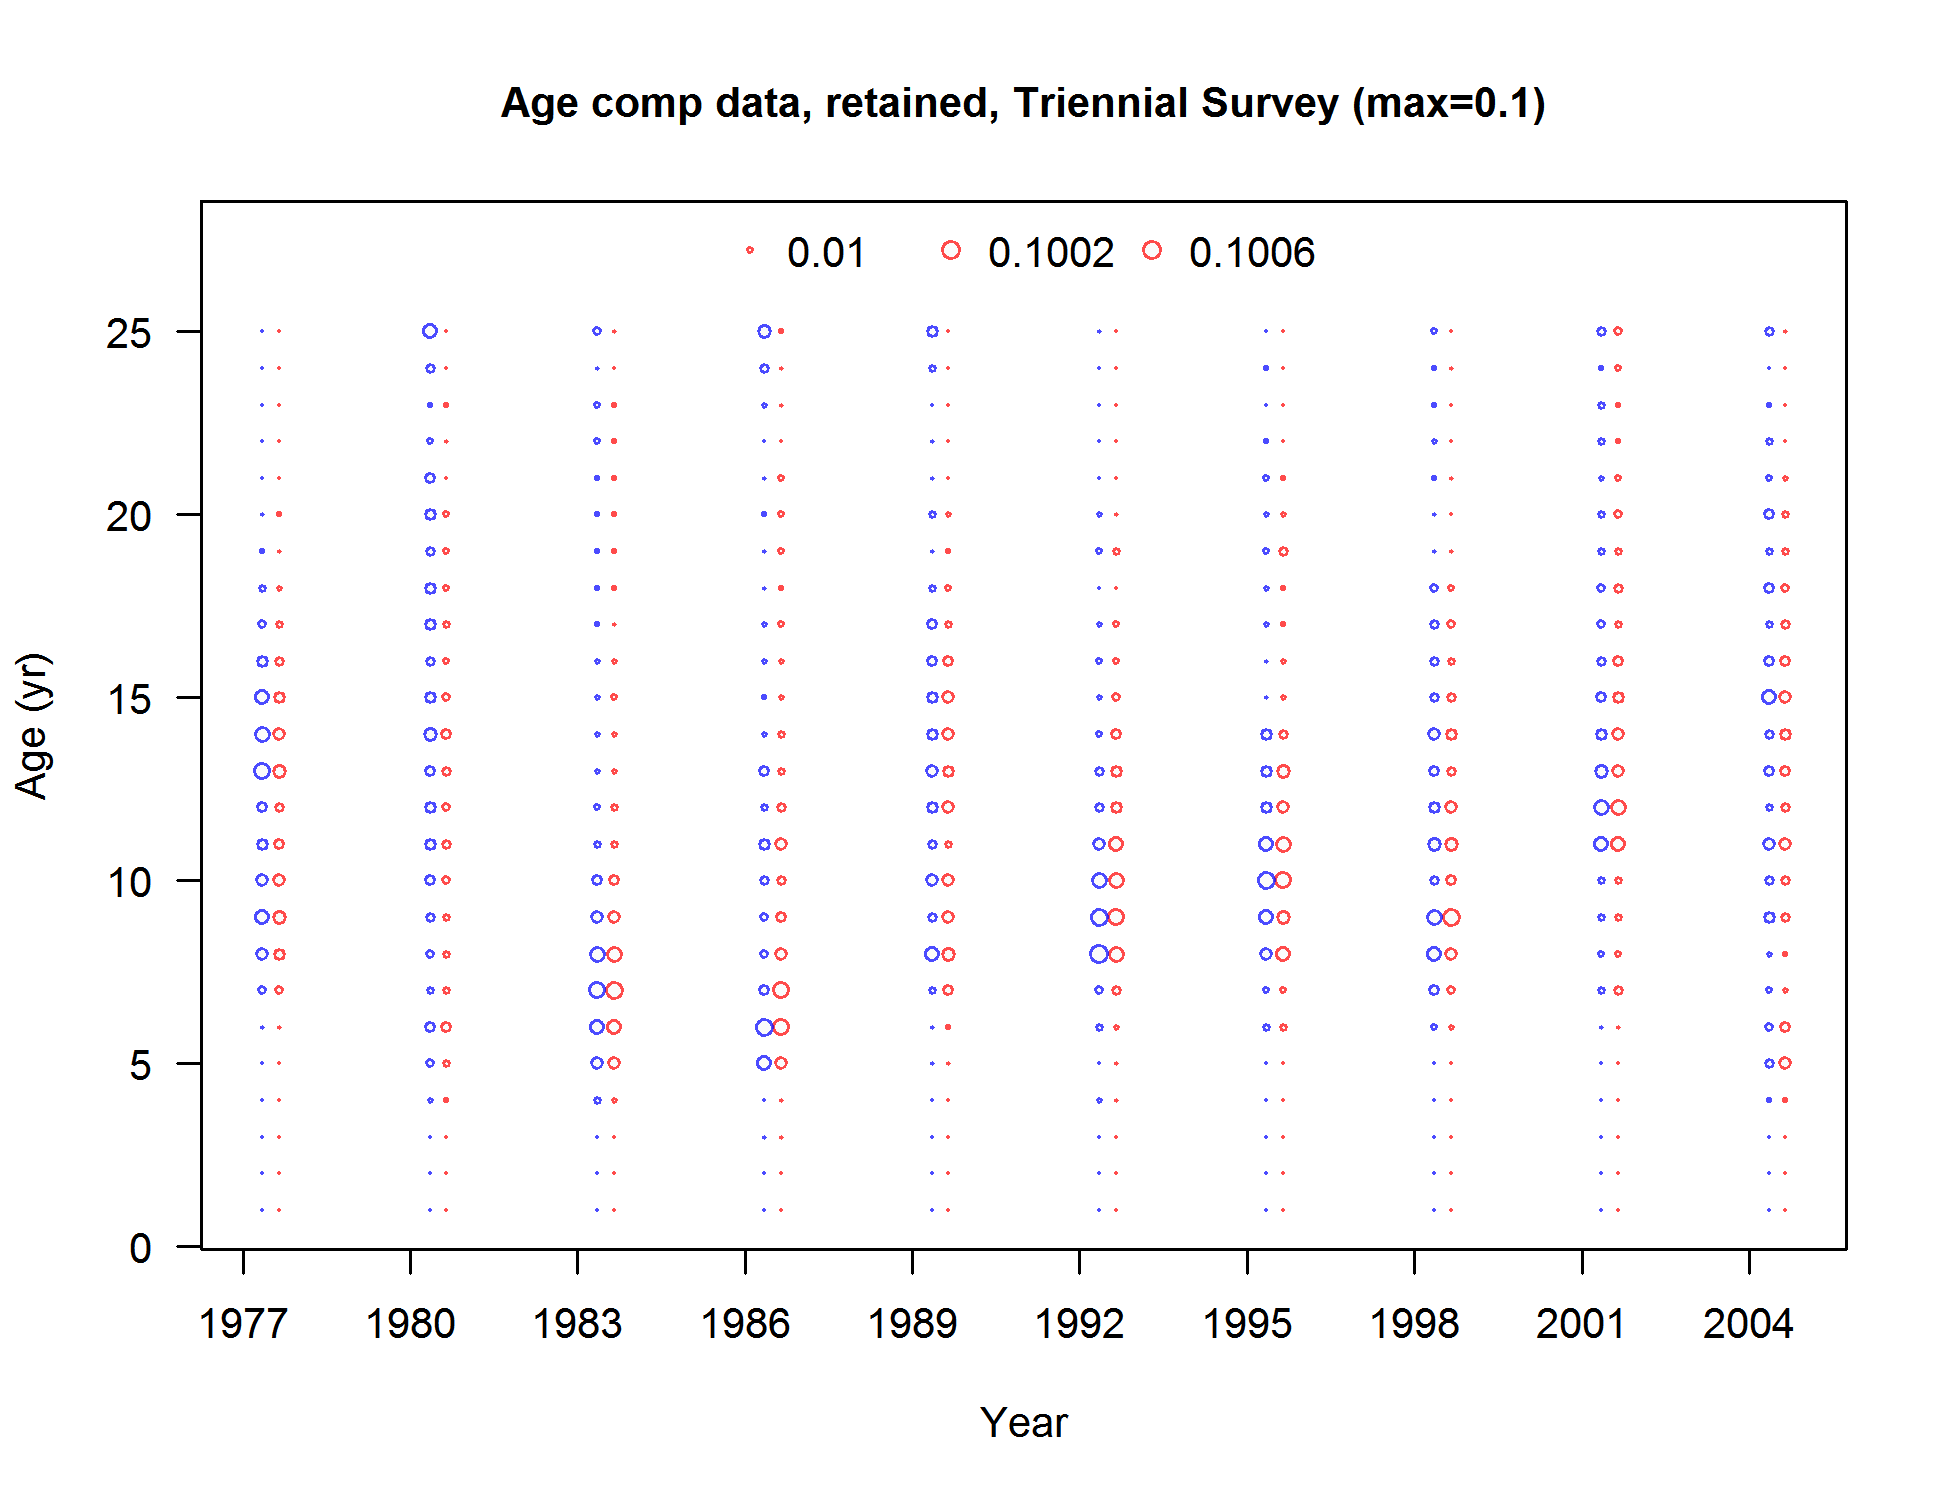 Age comp data, retained, Triennial Survey (max=0.1)
0.01 0.1002 0.1006
25
20
15
10
5
0
Age (yr)
1977 1980 1983 1986 1989 1992 1995 1998 2001 2004
Year